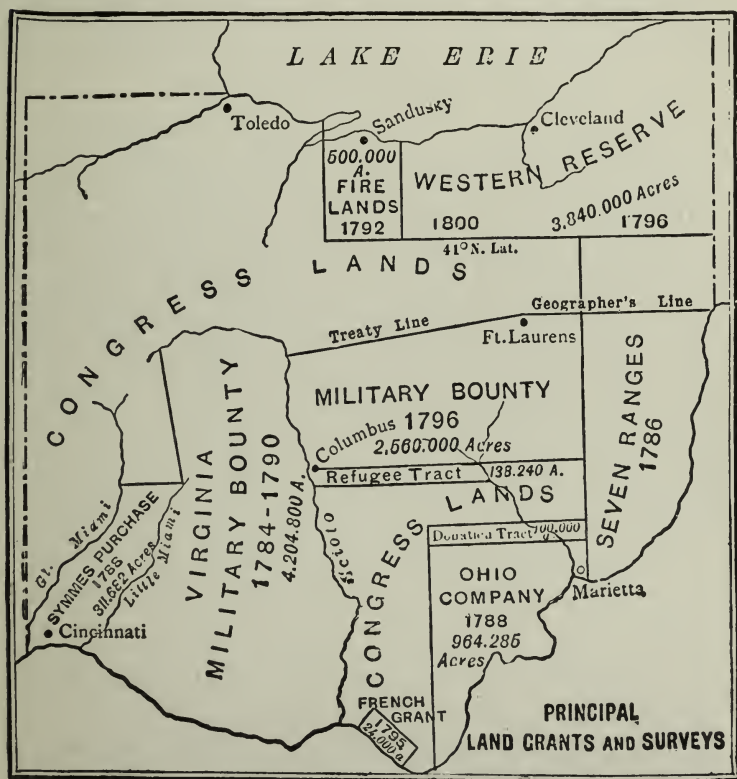 LAKE ERIE
Toledo
Sandusky
Cleveland
500.000
A.
FIRE
LANDS
1792
WESTERN RESERVE
1800
3.840.000 Acres
1796
41° N. Lat.
CONGRESS LANDS
Treaty Line
Geographer's Line
Ft. Laurens
MILITARY BOUNTY
1796
2,560.000 Acres
Columbus
Refugee Tract 138.240 A.
SEVEN RANGES
1786
VIRGINIA
MILITARY BOUNTY
1784-1790
4.204.800 A.
Scioto
CONGRESS LANDS
Donation Tract 100.000
OHIO
COMPANY
1788
964.285
Acres
Marietta
Gt. Miami
SYMMES PURCHASE
1788
311.682 Acres
Little Miami
Cincinnati
FRENCH
GRANT
1795
24,000 a
PRINCIPAL
LAND GRANTS AND SURVEYS